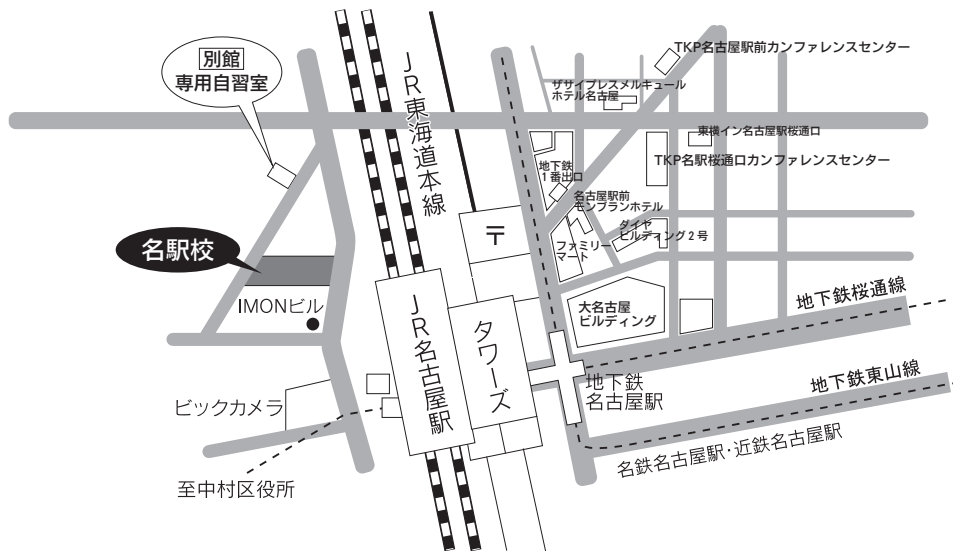 別館
専用自習室
JR東海道本線
TKP名古屋駅前カンファレンスセンター
ザサイプレスメルキュール
ホテル名古屋
東横イン名古屋駅桜通口
TKP名駅桜通口カンファレンスセンター
地下鉄
1番出口
名古屋駅前
モンブランホテル
ダイヤ
ビルディング2号
ファミリー
マート
〒
名駅校
IMONビル
大名古屋
ビルディング
地下鉄桜通線
JR名古屋駅
タワーズ
地下鉄
名古屋駅
地下鉄東山線
ビックカメラ
名鉄名古屋駅・近鉄名古屋駅
至中村区役所